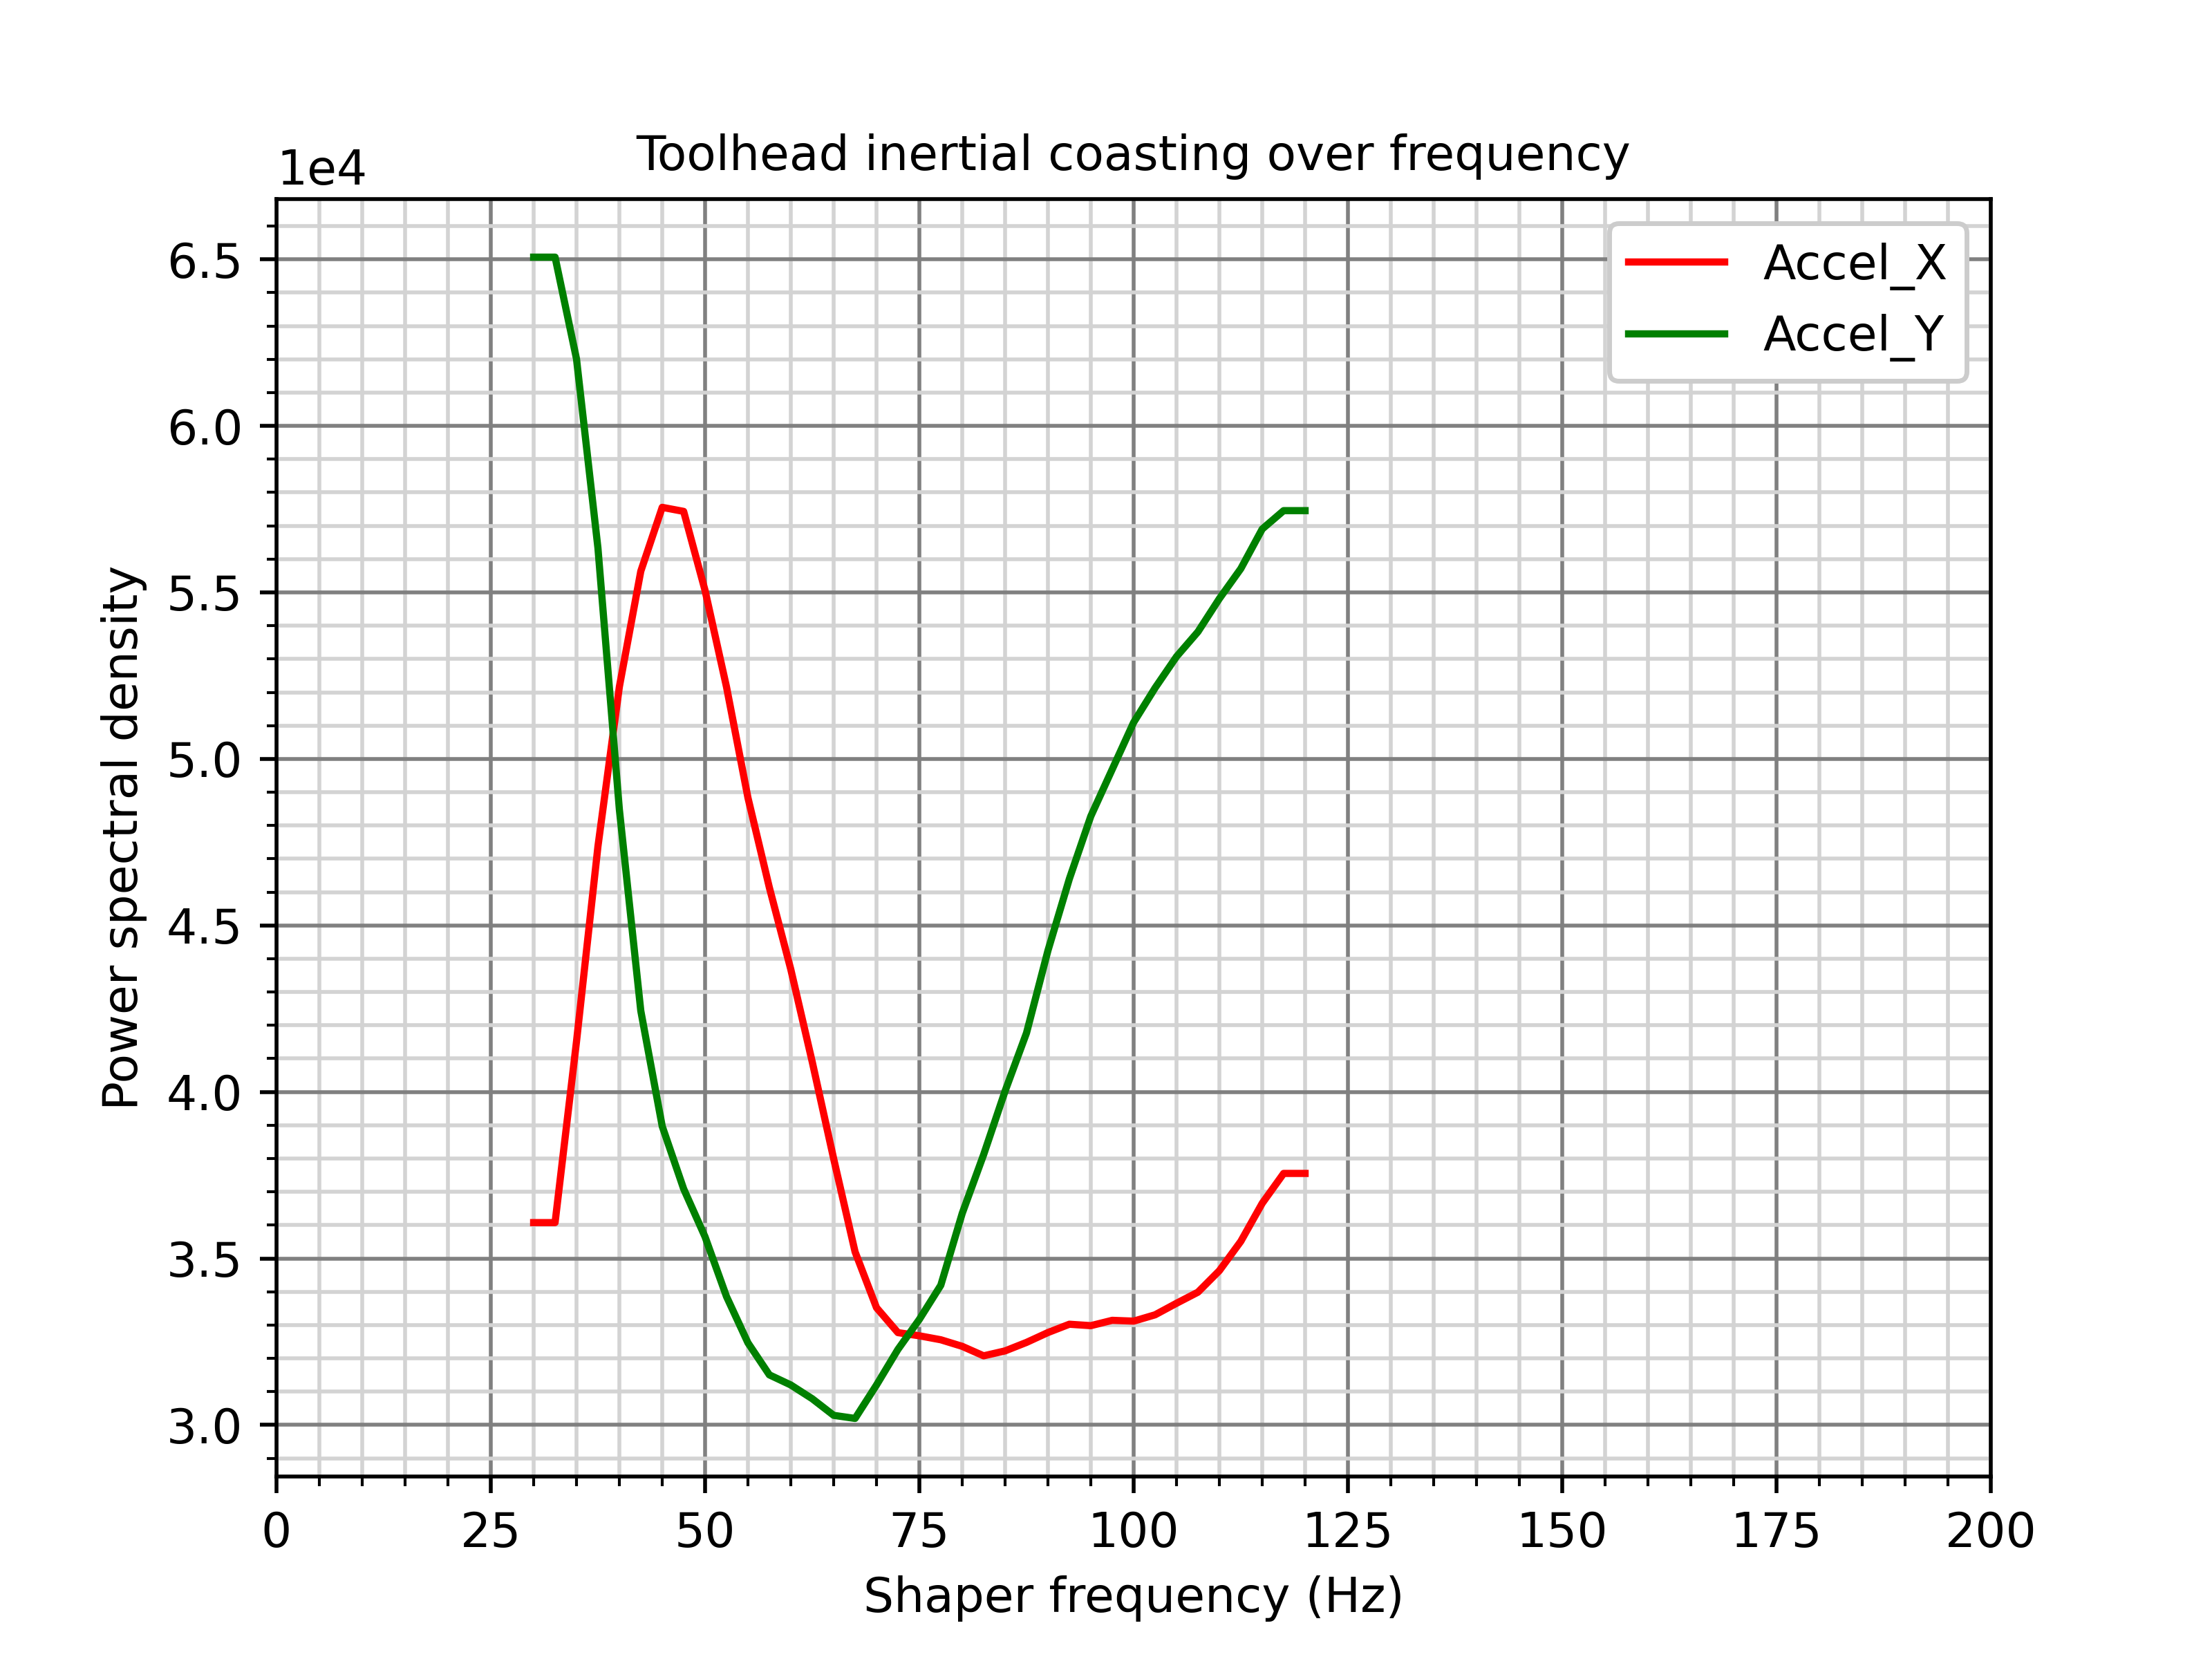 Toolhead inertial coasting over frequency
1e4
Accel_X
Accel_Y
6.5
6.0
5.5
5.0
4.5
4.0
3.5
3.0
Power spectral density
0 25 50 75 100 125 150 175 200
Shaper frequency (Hz)